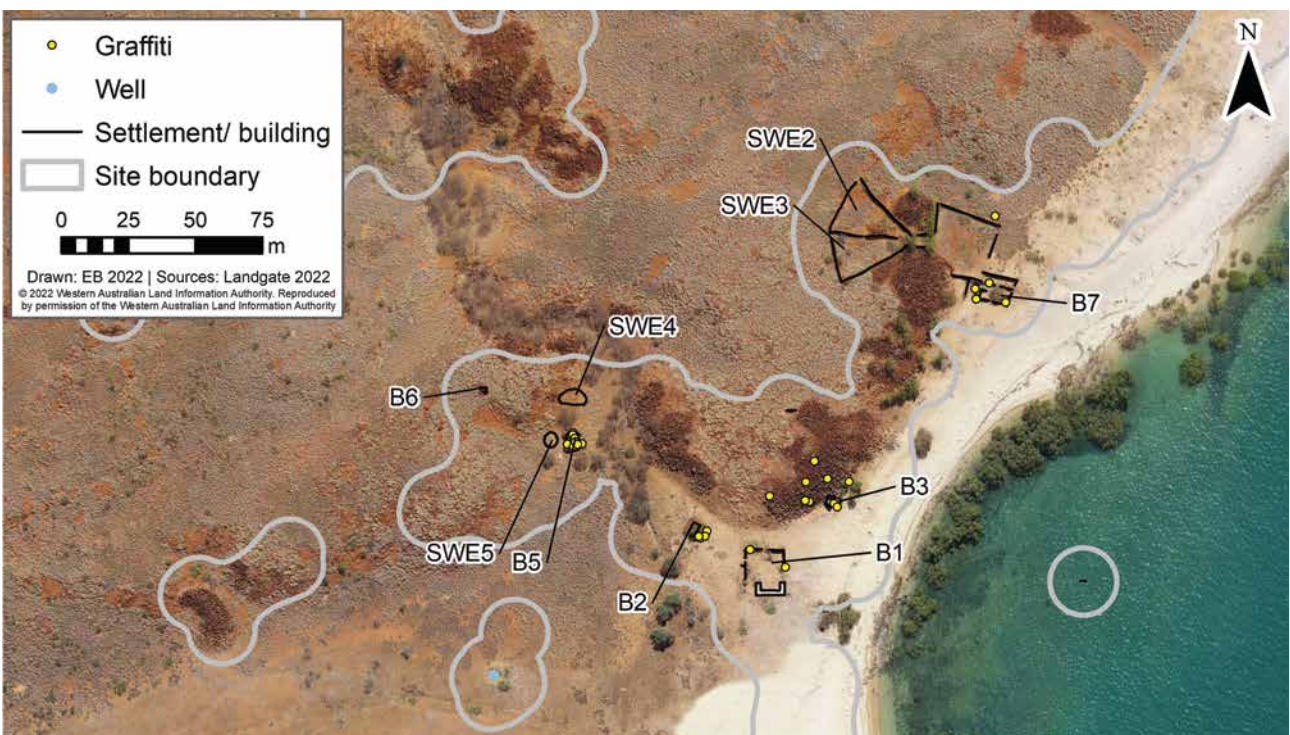 Graffiti
Well
Settlement/ building
Site boundary
0 25 50 75
m
Drawn: EB 2022 | Sources: Landgate 2022
© 2022 Western Australian Land Information Authority. Reproduced
by permission of the Western Australian Land Information Authority
N
SWE2
SWE3
B7
SWE4
B6
B3
SWE5
B5
B1
B2